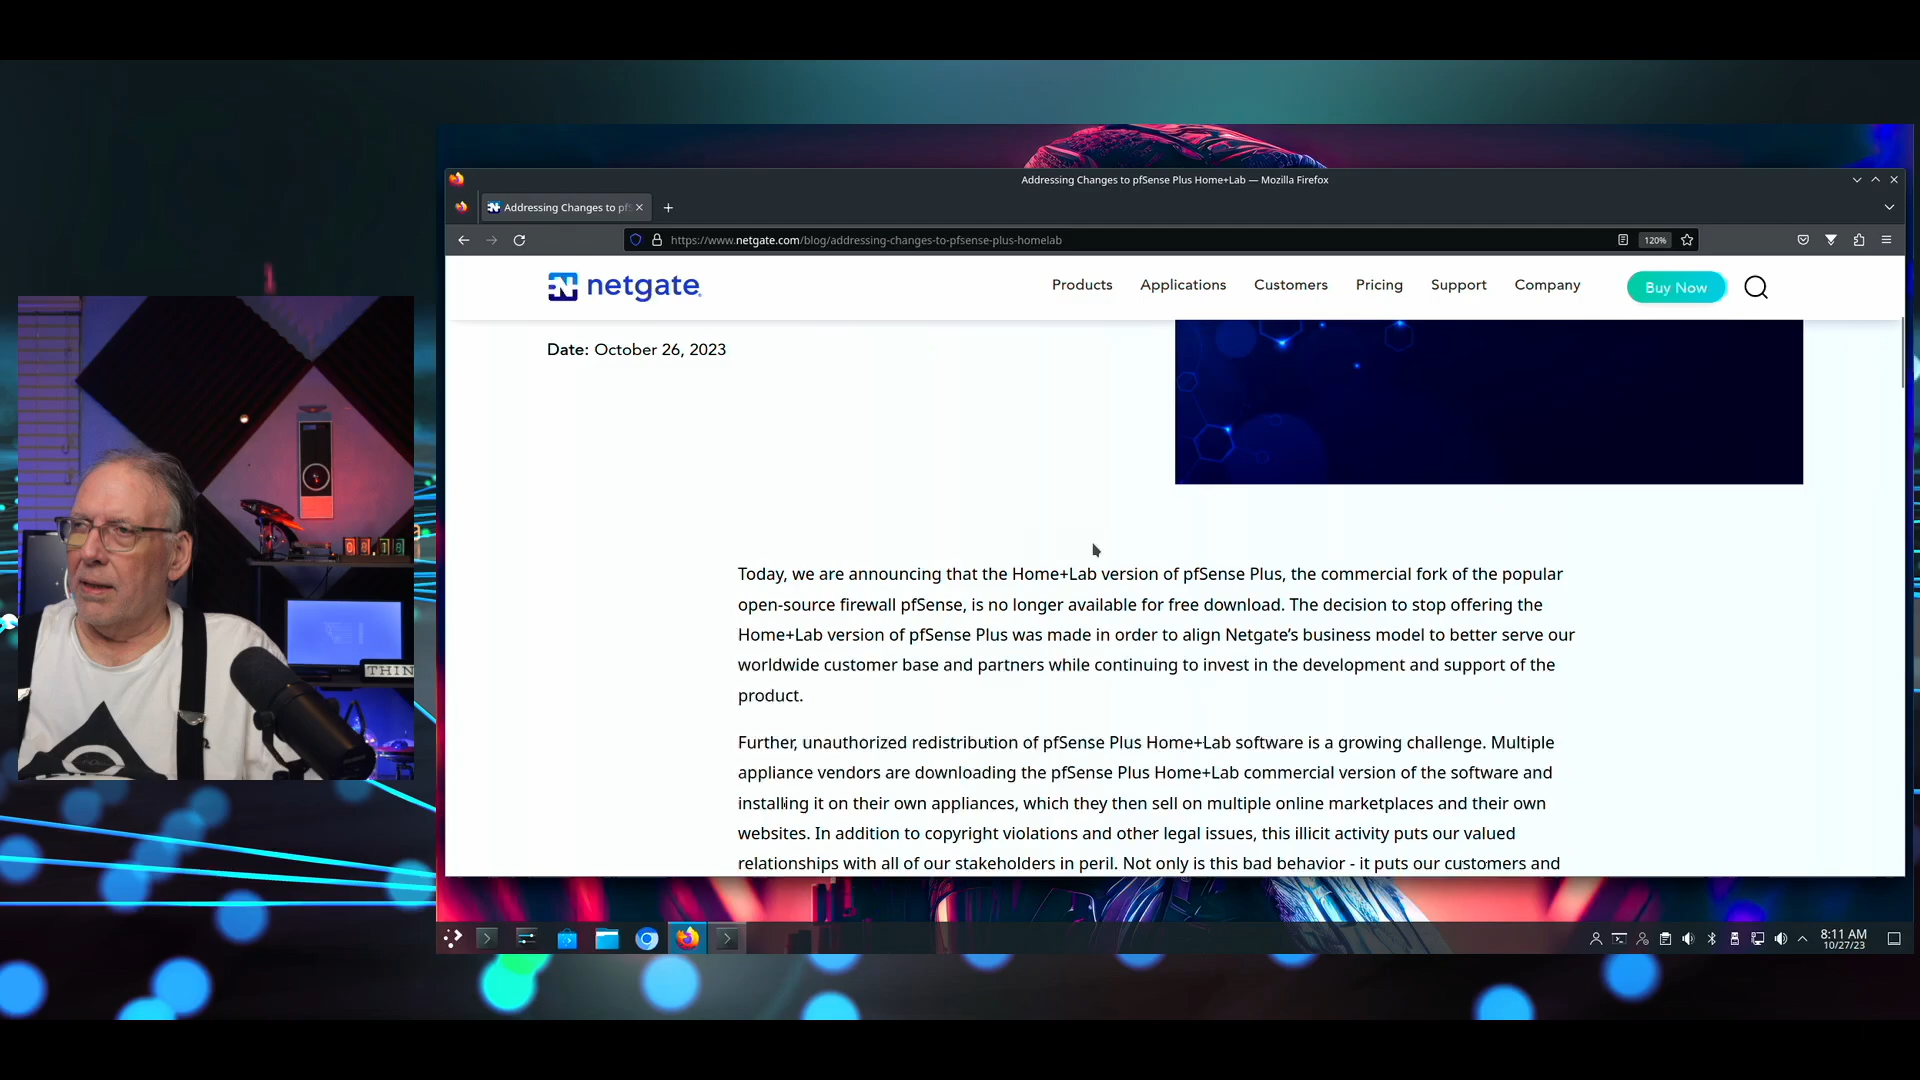 Addressing Changes to pfSense Plus Home+Lab — Mozilla Firefox
Addressing Changes to pf
https://www.netgate.com/blog/addressing-changes-to-pfsense-plus-homelab
120%
netgate
Products
Applications
Customers
Pricing
Support
Company
Buy Now
Date: October 26, 2023
Today, we are announcing that the Home+Lab version of pfSense Plus, the commercial fork of the popular
open-source firewall pfSense, is no longer available for free download. The decision to stop offering the
Home+Lab version of pfSense Plus was made in order to align Netgate’s business model to better serve our
worldwide customer base and partners while continuing to invest in the development and support of the
product.
Further, unauthorized redistribution of pfSense Plus Home+Lab software is a growing challenge. Multiple
appliance vendors are downloading the pfSense Plus Home+Lab commercial version of the software and
installing it on their own appliances, which they then sell on multiple online marketplaces and their own
websites. In addition to copyright violations and other legal issues, this illicit activity puts our valued
relationships with all of our stakeholders in peril. Not only is this bad behavior - it puts our customers and
THIN
8:11 AM
10/27/23